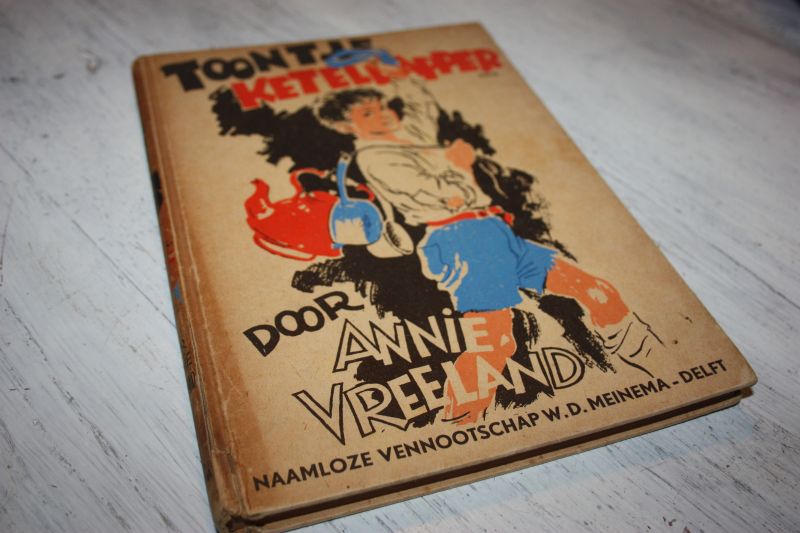 TOONTJE
KETELLAPPER
DOOR
ANNIE
VREELAND
NAAMLOZE VENNOOTSCHAP W.D. MEINEMA - DELFT